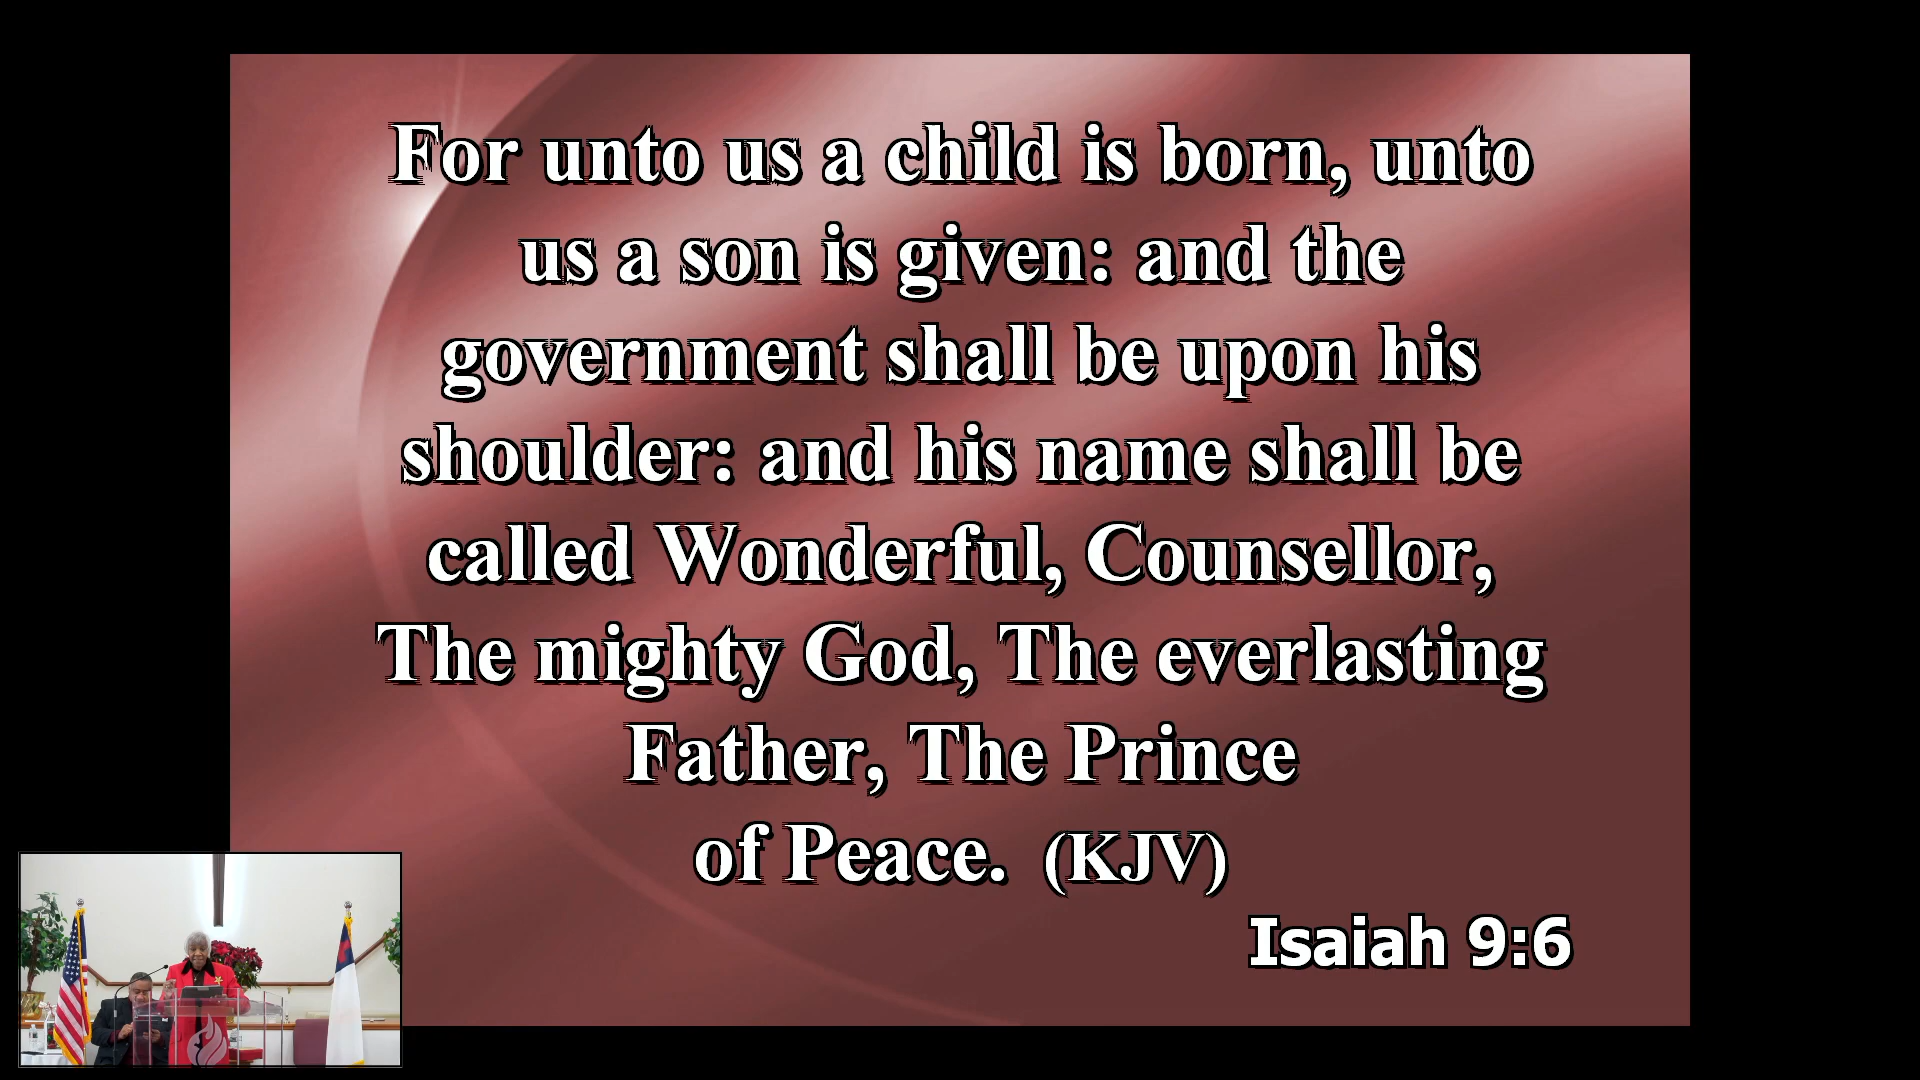 For unto us a child is born, unto
us a son is given: and the
government shall be upon his
shoulder: and his name shall be
called Wonderful, Counsellor,
The mighty God, The everlasting
Father, The Prince
of Peace.  (KJV)
Isaiah 9:6